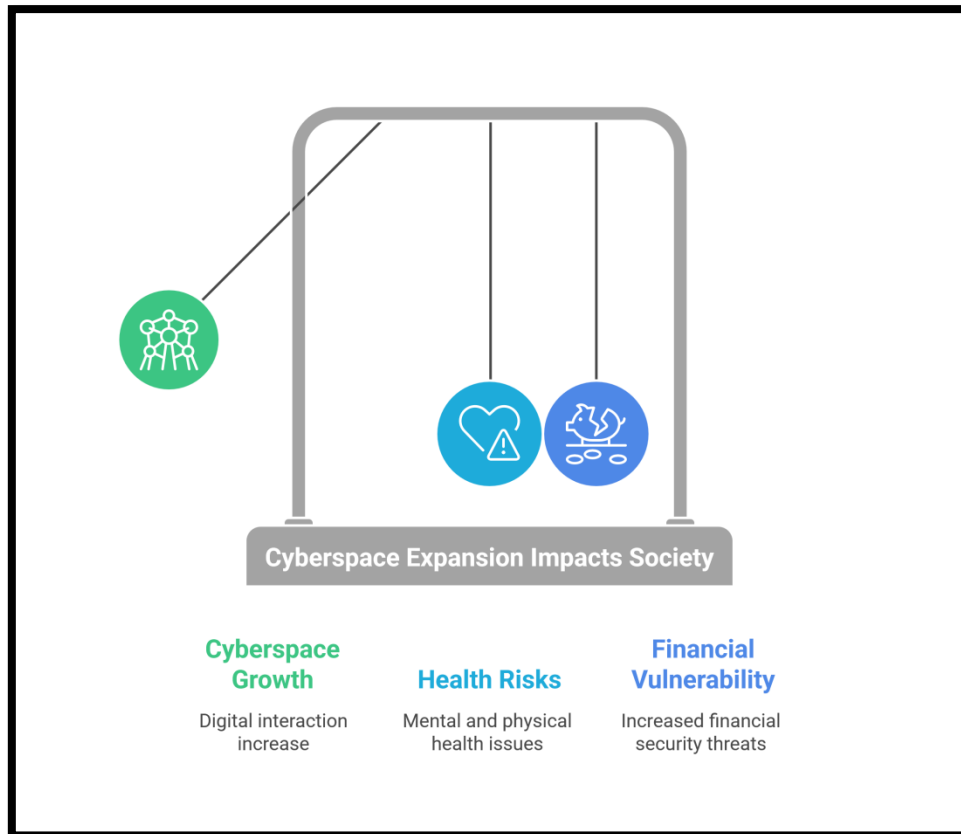 Cyberspace Expansion Impacts Society
Cyberspace
Growth
Digital interaction
increase
Health Risks
Mental and physical
health issues
Financial
Vulnerability
Increased financial
security threats